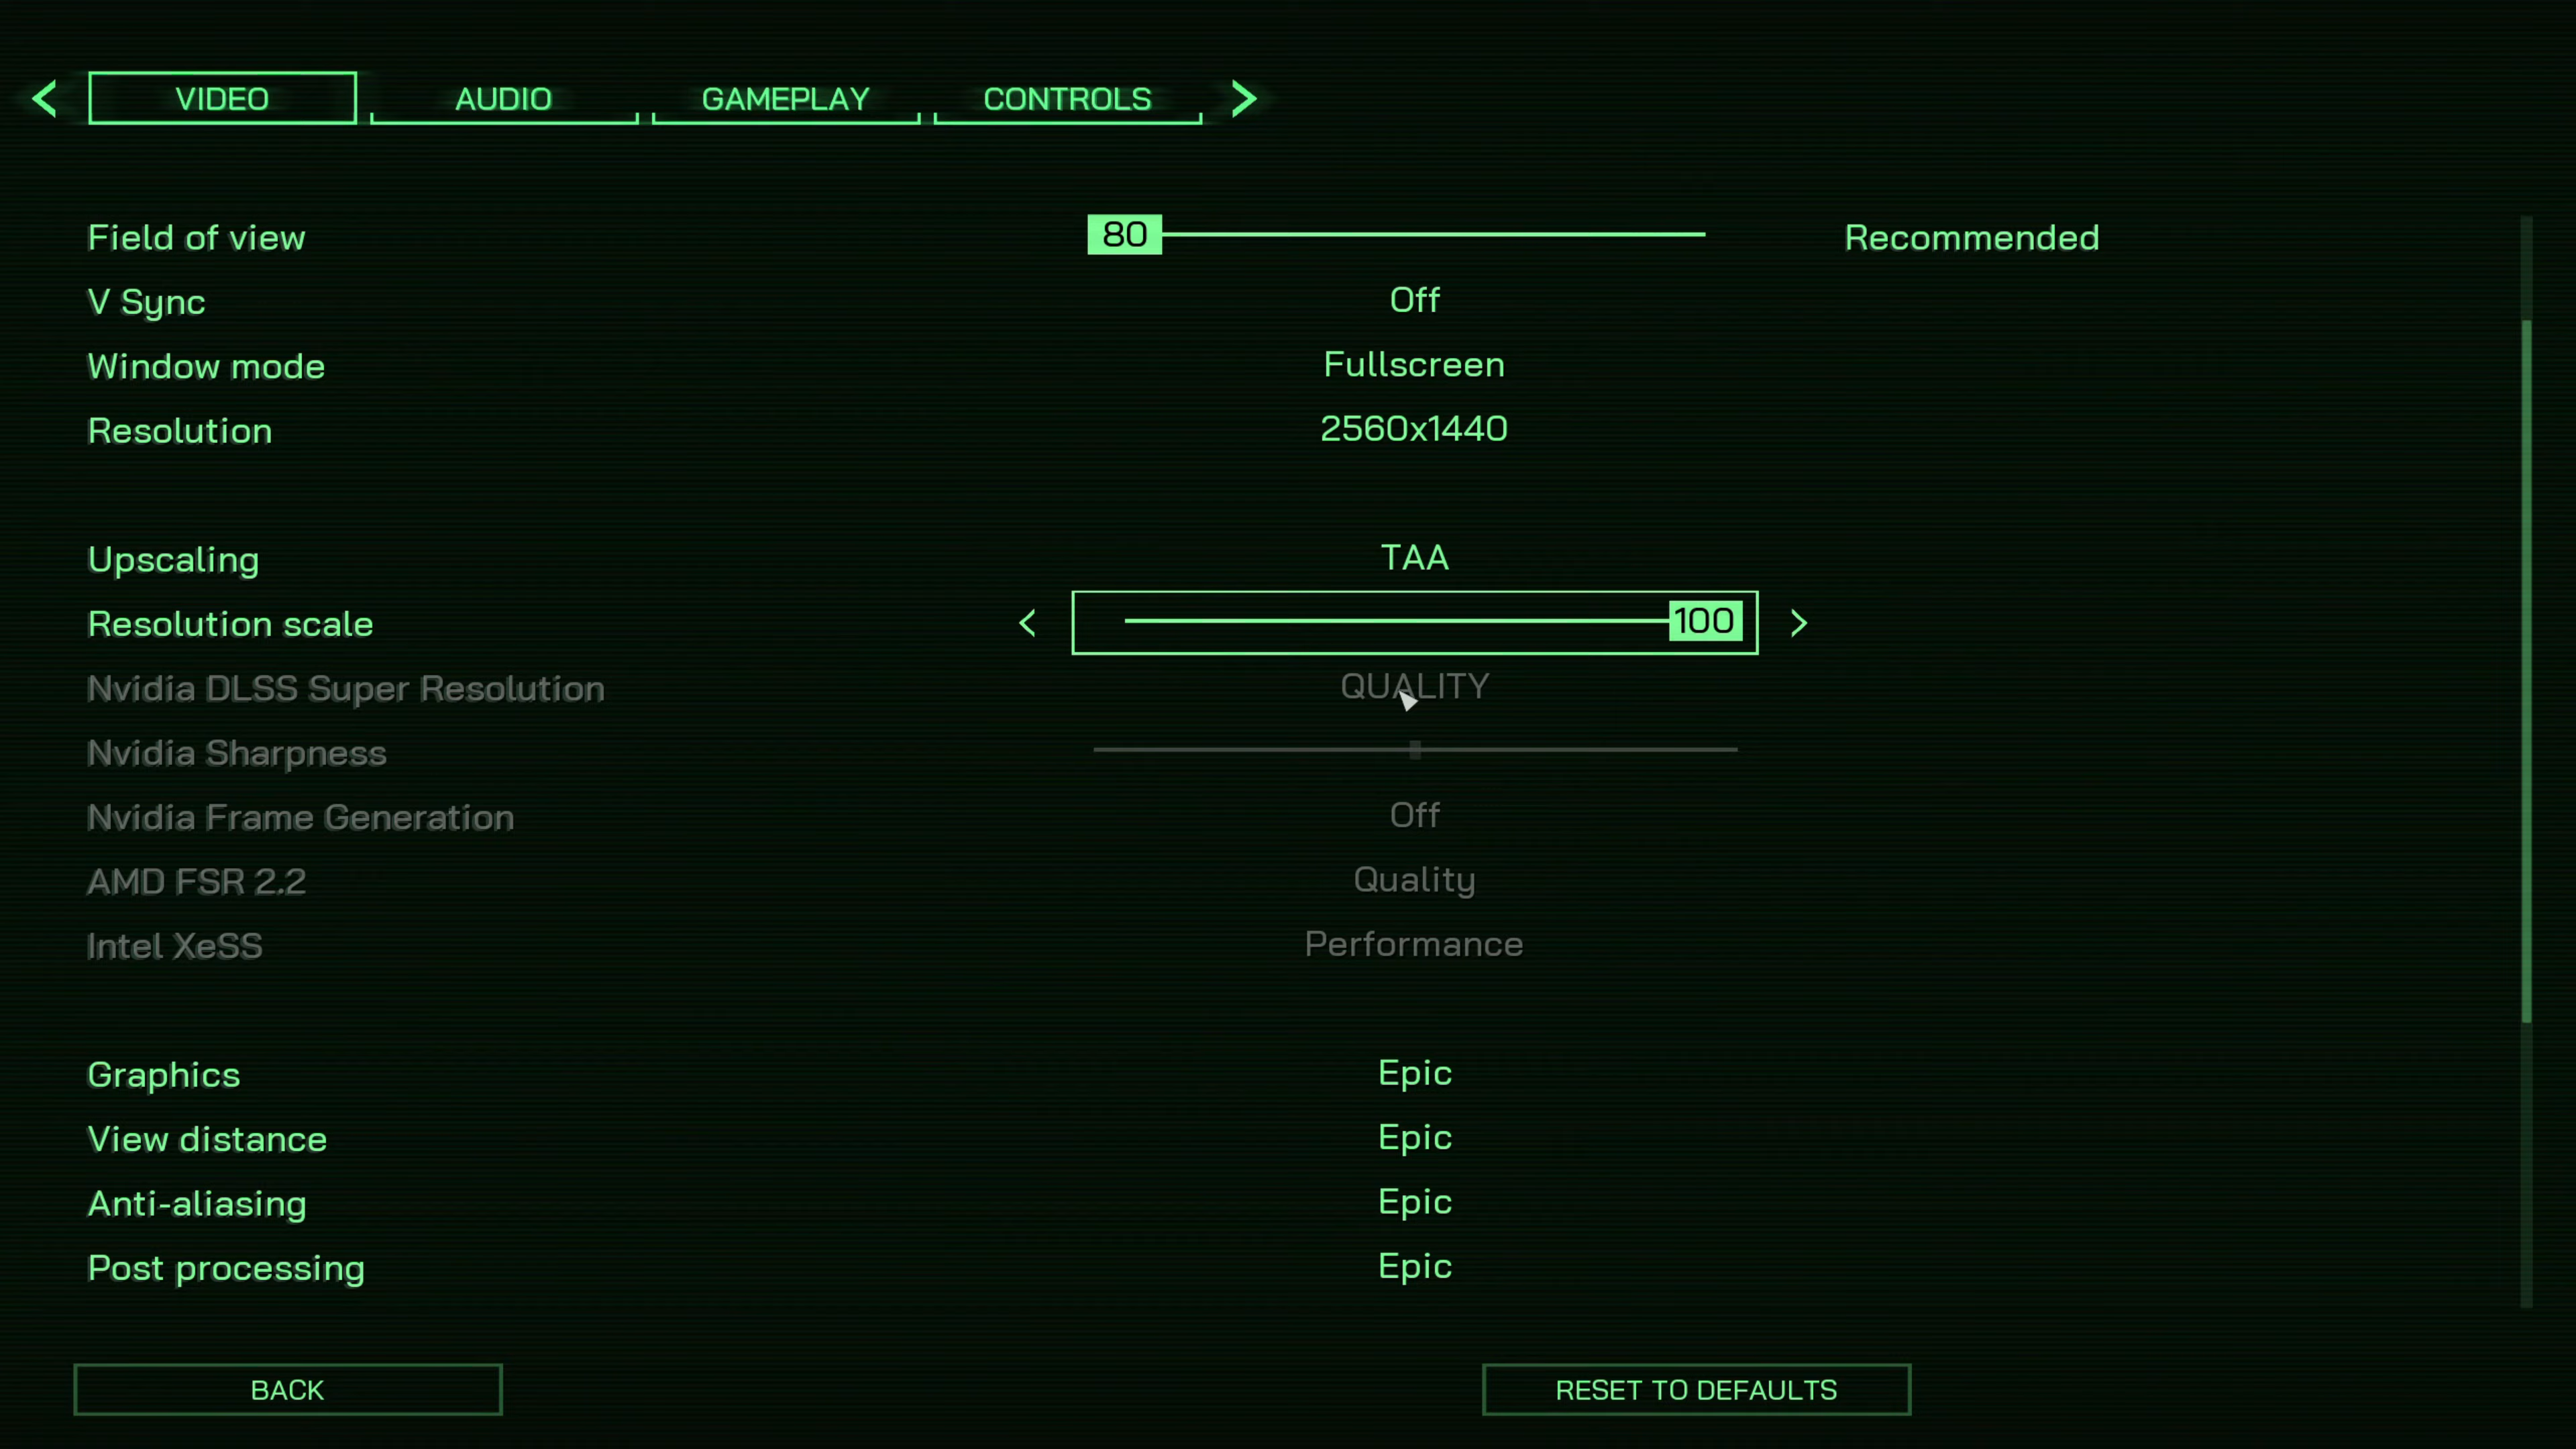 VIDEO AUDIO GAMEPLAY CONTROLS
Field of view 80 Recommended
V Sync Off
Window mode Fullscreen
Resolution 2560x1440
Upscaling TAA
Resolution scale 100
Nvidia DLSS Super Resolution QUALITY
Nvidia Sharpness
Nvidia Frame Generation Off
AMD FSR 2.2 Quality
Intel XeSS Performance
Graphics Epic
View distance Epic
Anti-aliasing Epic
Post processing Epic
BACK RESET TO DEFAULTS